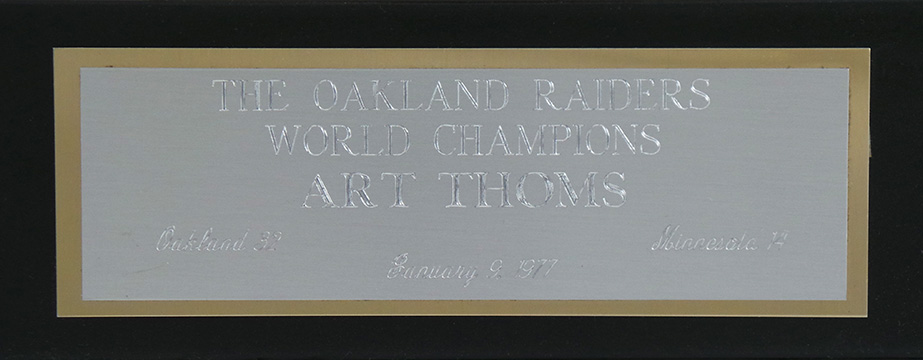 THE OAKLAND RAIDERS
WORLD CHAMPIONS
ART THOMS
Oakland 32 Minnesota 14
January 9, 1977